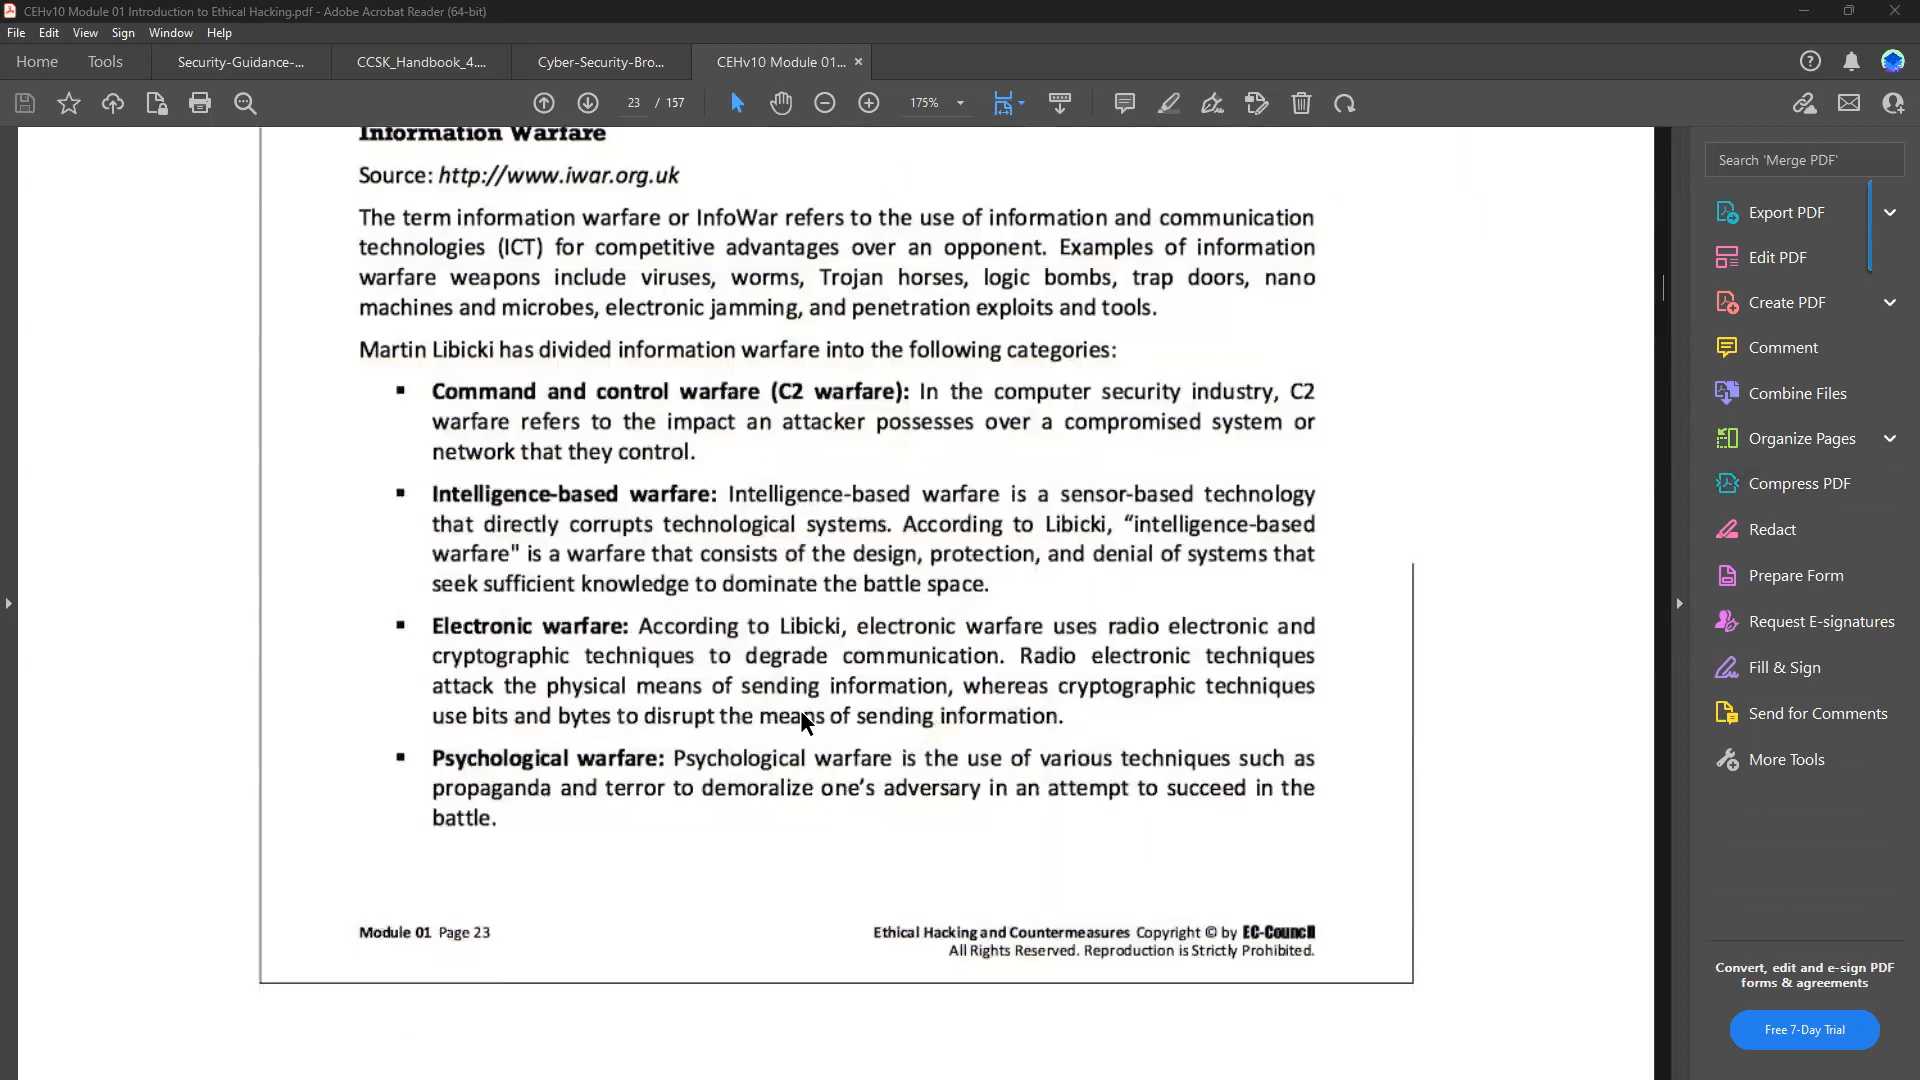 CEHv10 Module 01 Introduction to Ethical Hacking.pdf - Adobe Acrobat Reader (64-bit)
File Edit View Sign Window Help
Home Tools Security-Guidance-... CCSK_Handbook_4.... Cyber-Security-Bro... CEHv10 Module 01...
23 / 157 175%
Information Warfare
Source: http://www.iwar.org.uk
The term information warfare or InfoWar refers to the use of information and communication
technologies (ICT) for competitive advantages over an opponent. Examples of information
warfare weapons include viruses, worms, Trojan horses, logic bombs, trap doors, nano
machines and microbes, electronic jamming, and penetration exploits and tools.
Martin Libicki has divided information warfare into the following categories:
▪ Command and control warfare (C2 warfare): In the computer security industry, C2
warfare refers to the impact an attacker possesses over a compromised system or
network that they control.
▪ Intelligence-based warfare: Intelligence-based warfare is a sensor-based technology
that directly corrupts technological systems. According to Libicki, “intelligence-based
warfare" is a warfare that consists of the design, protection, and denial of systems that
seek sufficient knowledge to dominate the battle space.
▪ Electronic warfare: According to Libicki, electronic warfare uses radio electronic and
cryptographic techniques to degrade communication. Radio electronic techniques
attack the physical means of sending information, whereas cryptographic techniques
use bits and bytes to disrupt the means of sending information.
▪ Psychological warfare: Psychological warfare is the use of various techniques such as
propaganda and terror to demoralize one’s adversary in an attempt to succeed in the
battle.
Module 01 Page 23
Ethical Hacking and Countermeasures Copyright © by EC-Council
All Rights Reserved. Reproduction is Strictly Prohibited.
Search 'Merge PDF'
Export PDF
Edit PDF
Create PDF
Comment
Combine Files
Organize Pages
Compress PDF
Redact
Prepare Form
Request E-signatures
Fill & Sign
Send for Comments
More Tools
Convert, edit and e-sign PDF
forms & agreements
Free 7-Day Trial